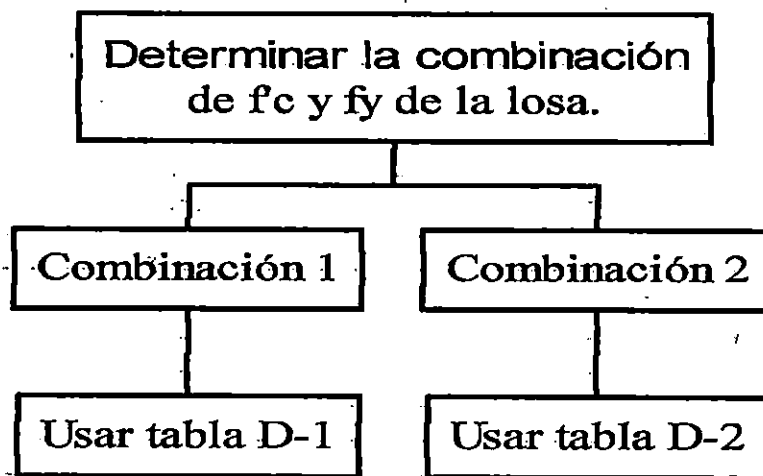 Determinar la combinación
de f'c y fy de la losa.
Combinación 1
Combinación 2
Usar tabla D-1
Usar tabla D-2